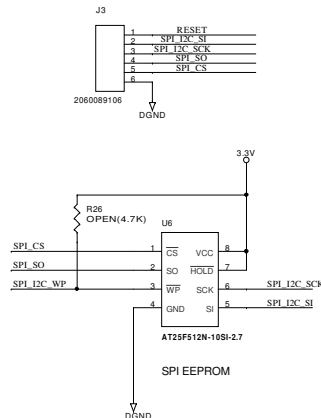 J3
1 RESET
2 SPI_I2C_SI
3 SPI_I2C_SCK
4 SPI_SO
5 SPI_CS
6
2060089106
DGND
3.3V
R26
OPEN(4.7K)
U6
SPI_CS 1 CS VCC 8
SPI_SO 2 SO HOLD 7
SPI_I2C_WP 3 WP SCK 6 SPI_I2C_SCK
4 GND SI 5 SPI_I2C_SI
AT25F512N-10SI-2.7
SPI EEPROM
DGND